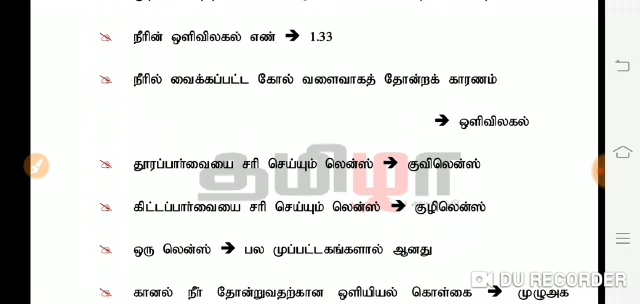 நீரின் ஒளிவிலகல் எண் → 1.33
நீரில் வைக்கப்பட்ட கோல் வளைவாகத் தோன்றக் காரணம்
→ ஒளிவிலகல்
தூரப்பார்வையை சரி செய்யும் லென்ஸ் → குவிலென்ஸ்
தமிழா
கிட்டப்பார்வையை சரி செய்யும் லென்ஸ் → குழிலென்ஸ்
ஒரு லென்ஸ் → பல முப்பட்டகங்களால் ஆனது
DU RECORDER
கானல் நீர் தோன்றுவதற்கான ஒளியியல் கொள்கை → முழுஅக